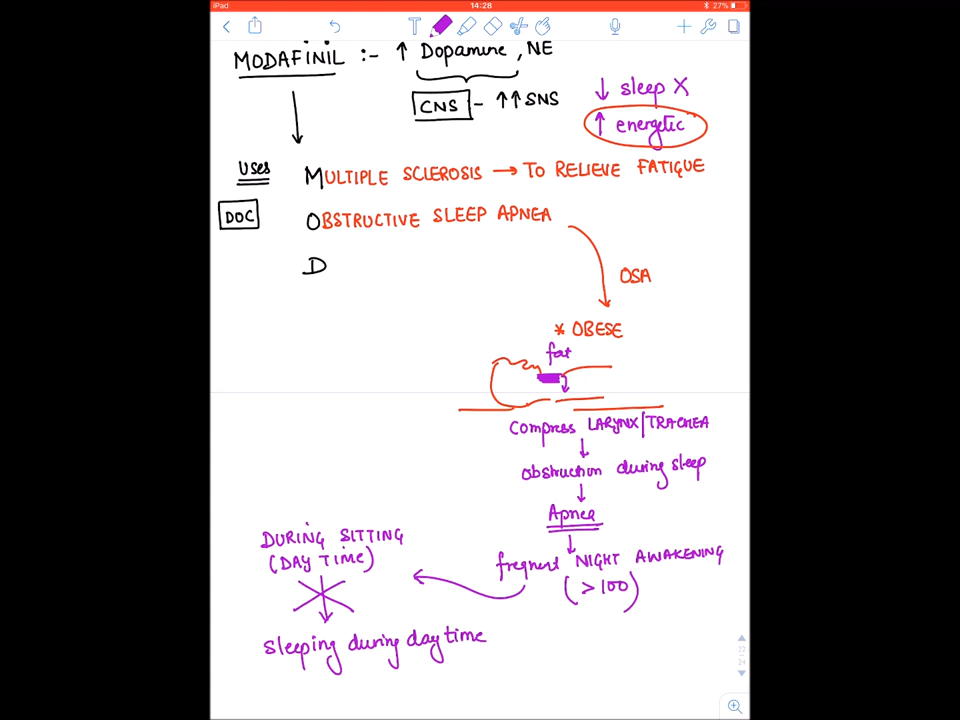 iPad
14:28
27%
T
MODAFINIL :- ↑ Dopamine , NE
CNS - ↑↑ SNS
↓ sleep X
↑ energetic
Uses
MULTIPLE SCLEROSIS → TO RELIEVE FATIGUE
DOC
OBSTRUCTIVE SLEEP APNEA
D
OSA
* OBESE
fat
Compress LARYNX/TRACHEA
↓
Obstruction during sleep
↓
Apnea
↓
frequent NIGHT AWAKENING
(>100)
DURING SITTING
(DAY TIME)
sleeping during day time
22
24